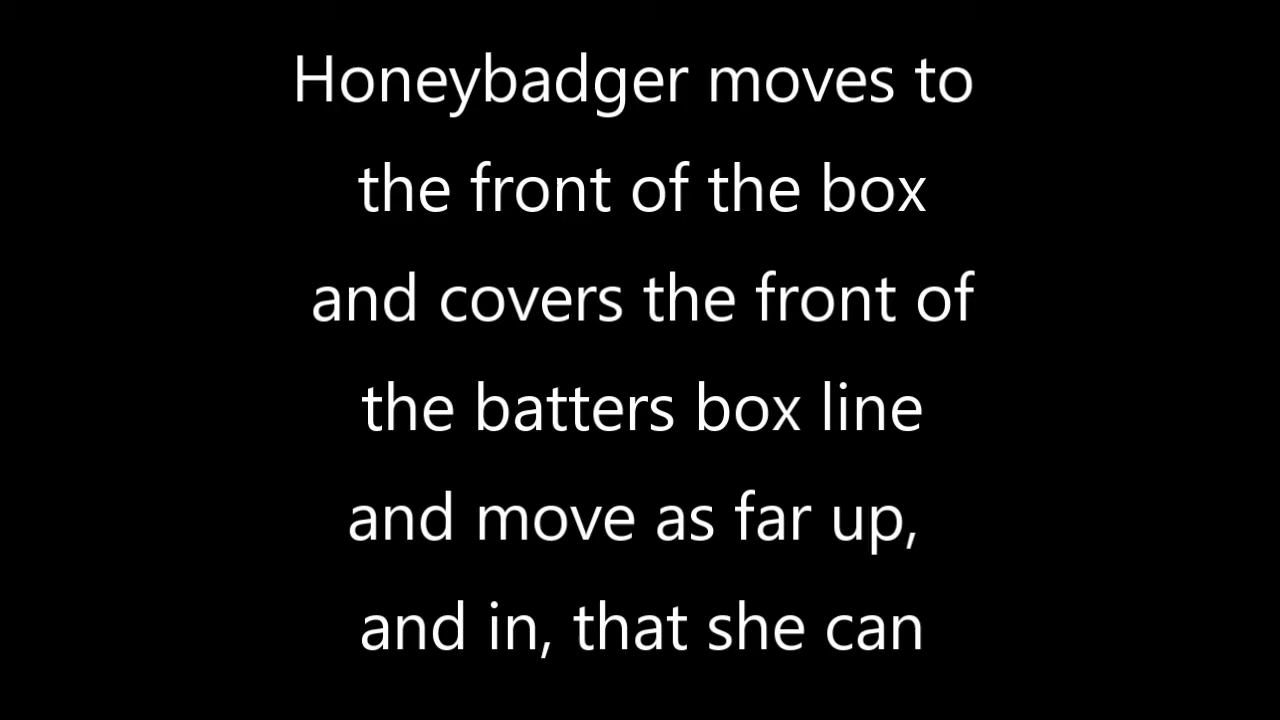 Honeybadger moves to
the front of the box
and covers the front of
the batters box line
and move as far up,
and in, that she can